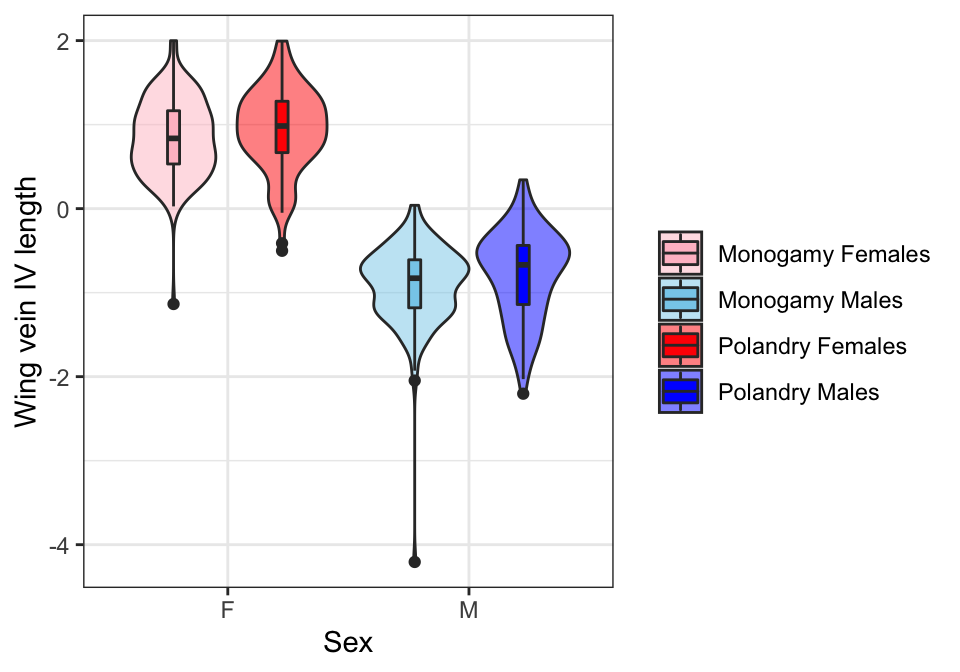 Wing vein IV length
2
0
-2
-4
F
M
Sex
Monogamy Females
Monogamy Males
Polandry Females
Polandry Males